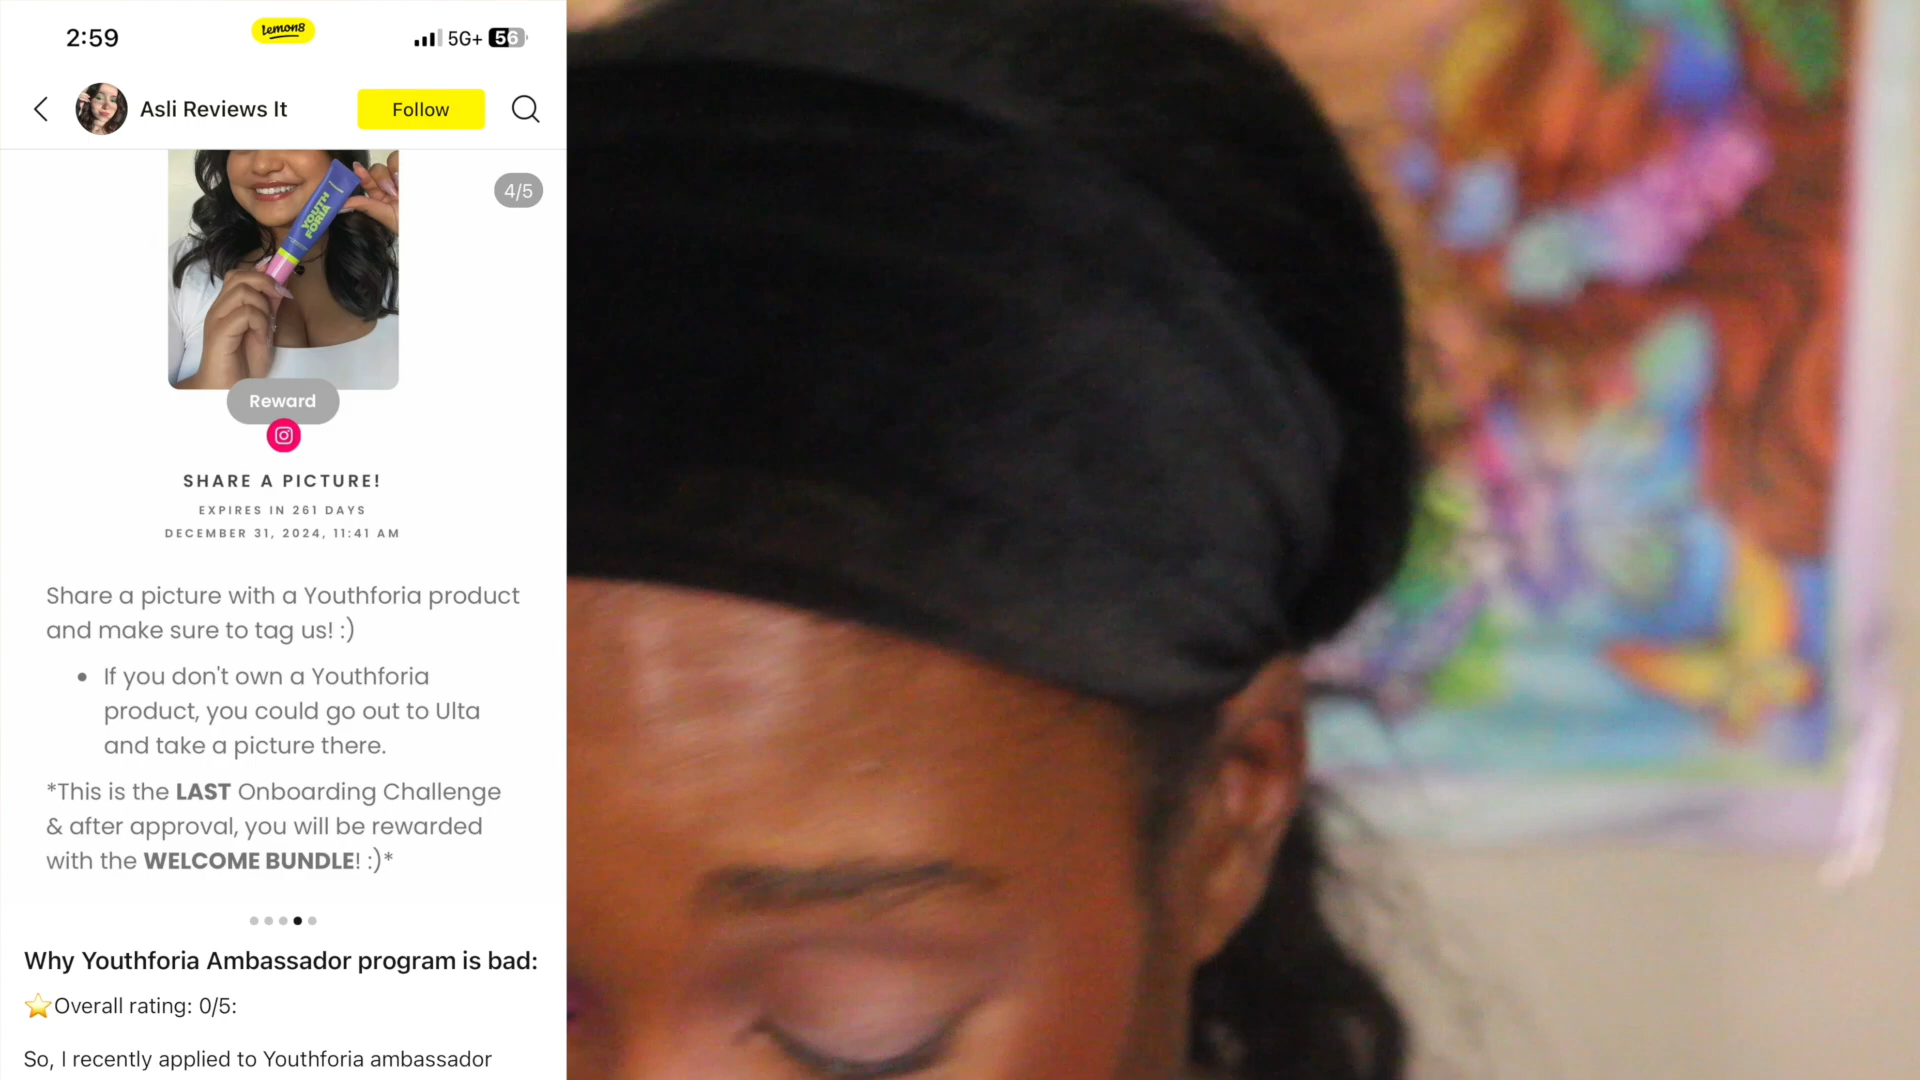 2:59
lemon8
5G+
56
Asli Reviews It
Follow
4/5
YOUTH
FORIA
Reward
SHARE A PICTURE!
EXPIRES IN 261 DAYS
DECEMBER 31, 2024, 11:41 AM
Share a picture with a Youthforia product
and make sure to tag us! :)
• If you don't own a Youthforia
product, you could go out to Ulta
and take a picture there.
*This is the LAST Onboarding Challenge
& after approval, you will be rewarded
with the WELCOME BUNDLE! :)*
Why Youthforia Ambassador program is bad:
⭐Overall rating: 0/5:
So, I recently applied to Youthforia ambassador